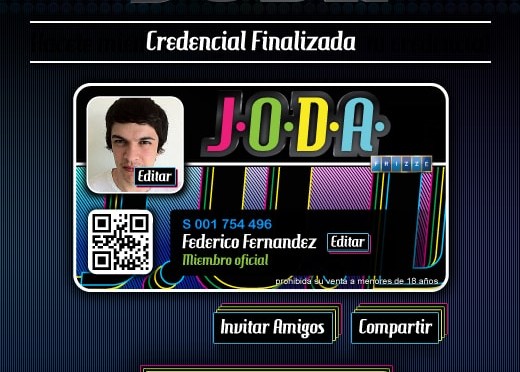 Credencial Finalizada
J·O·D·A·
FRIZZE
Editar
S 001 754 496
Federico Fernandez Editar
Miembro oficial
prohibida su venta a menores de 18 años
Invitar Amigos Compartir